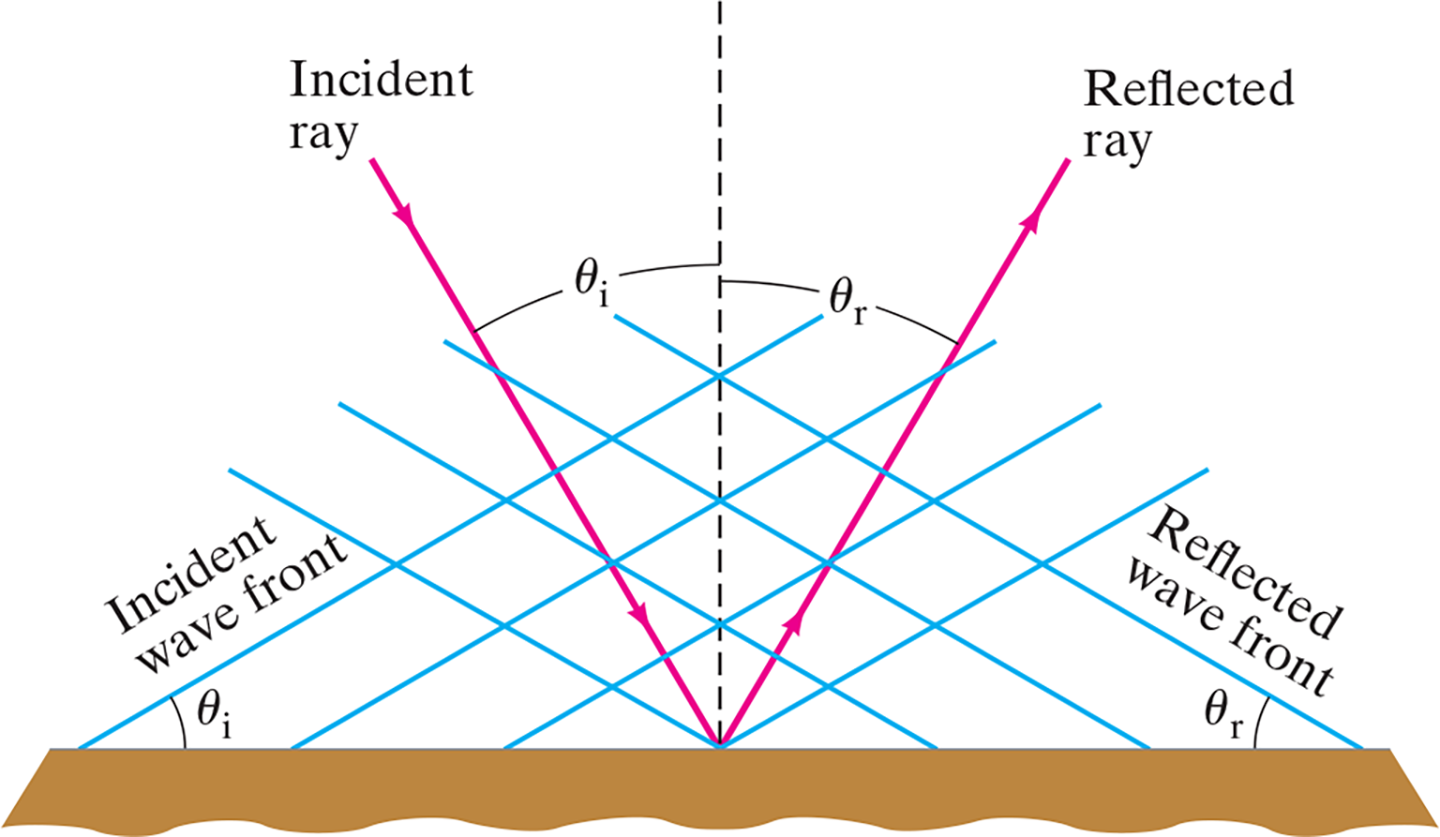 Incident
ray
Reflected
ray
θi
θr
Incident
wave front
Reflected
wave front
θi
θr